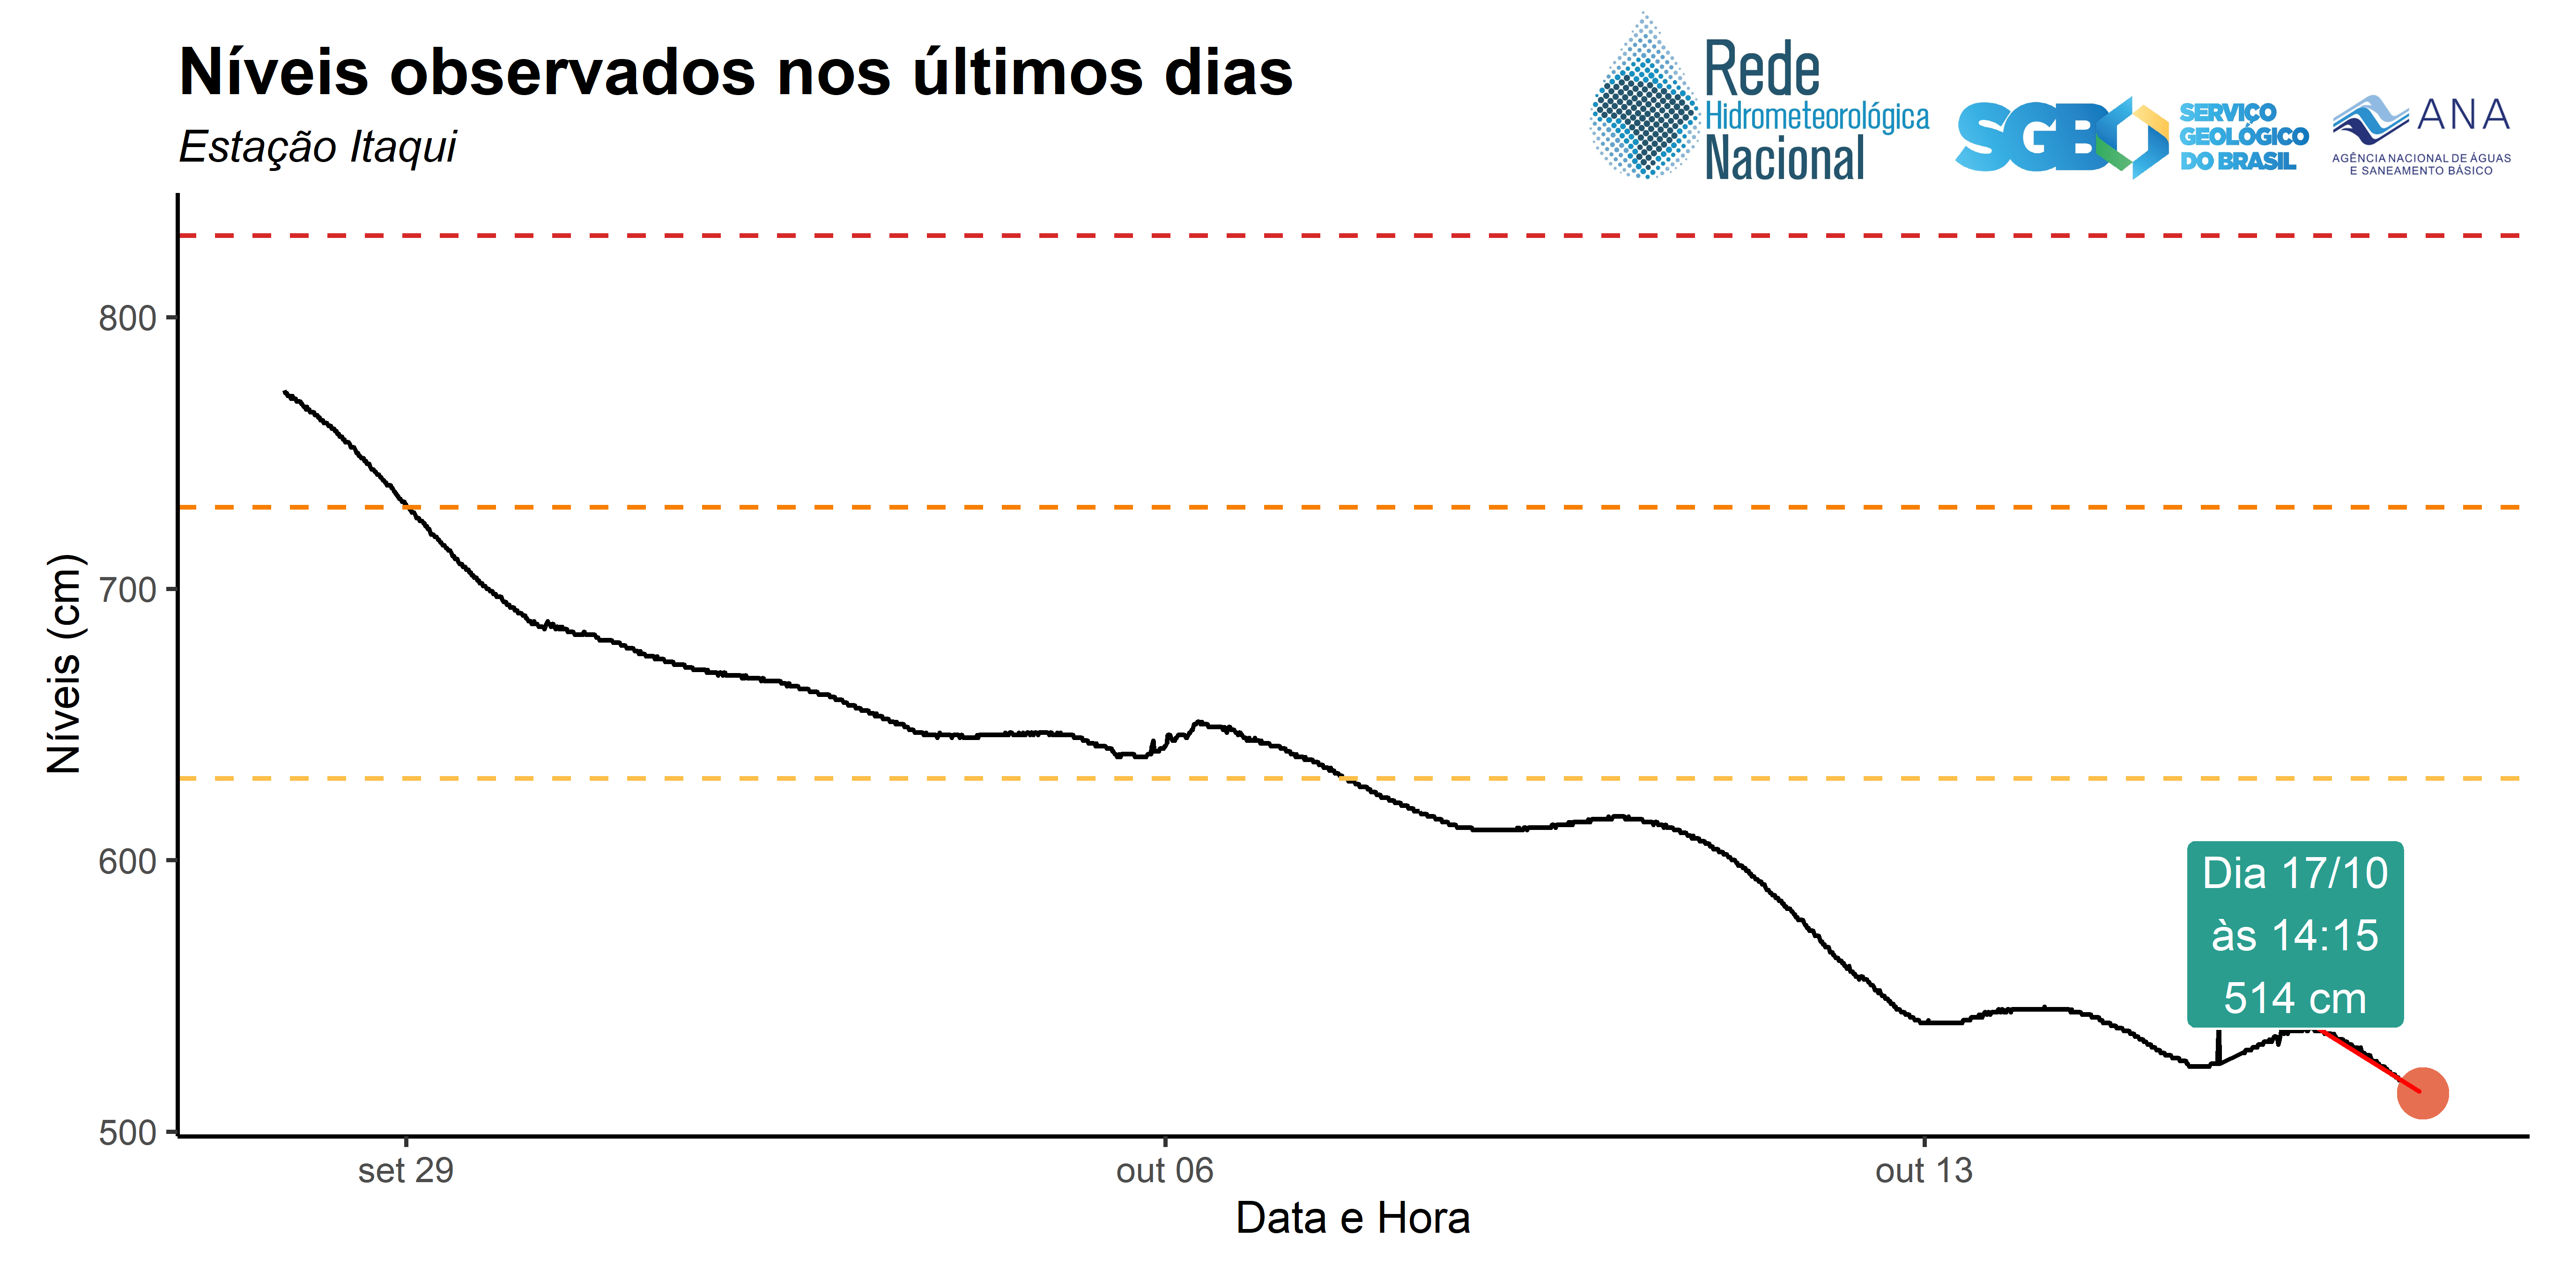 Níveis observados nos últimos dias
Estação Itaqui
Rede
Hidrometeorológica
Nacional
SGB
SERVIÇO
GEOLÓGICO
DO BRASIL
ANA
AGÊNCIA NACIONAL DE ÁGUAS
E SANEAMENTO BÁSICO
Níveis (cm)
800
700
600
500
Dia 17/10
às 14:15
514 cm
set 29
out 06
out 13
Data e Hora